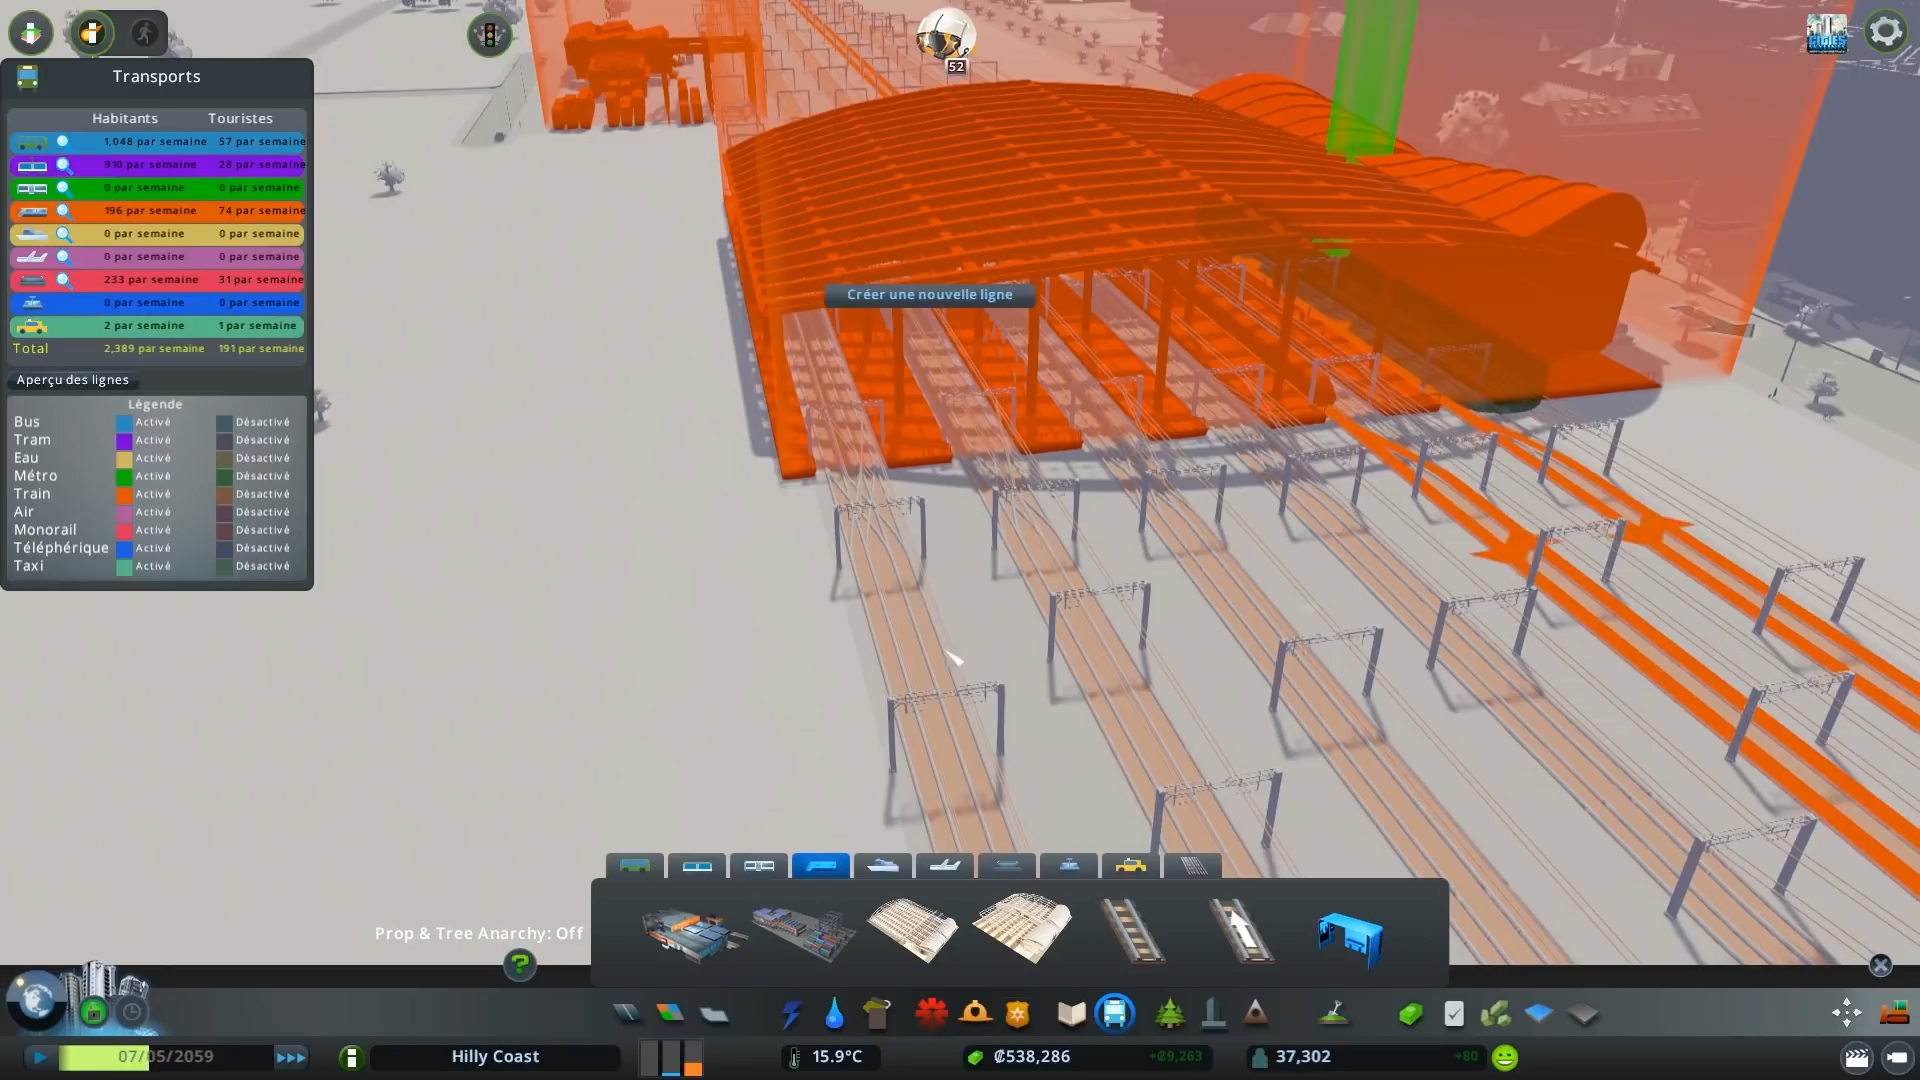 52
CITIES
Transports
Habitants Touristes
1,048 par semaine 57 par semaine
910 par semaine 28 par semaine
0 par semaine 0 par semaine
196 par semaine 74 par semaine
0 par semaine 0 par semaine
0 par semaine 0 par semaine
233 par semaine 31 par semaine
0 par semaine 0 par semaine
2 par semaine 1 par semaine
Total 2,389 par semaine 191 par semaine
Aperçu des lignes
Légende
Bus Activé Désactivé
Tram Activé Désactivé
Eau Activé Désactivé
Métro Activé Désactivé
Train Activé Désactivé
Air Activé Désactivé
Monorail Activé Désactivé
Téléphérique Activé Désactivé
Taxi Activé Désactivé
Créer une nouvelle ligne
Prop & Tree Anarchy: Off
?
07/05/2059 Hilly Coast 15.9°C ₡538,286 +₡9,263 37,302 +80